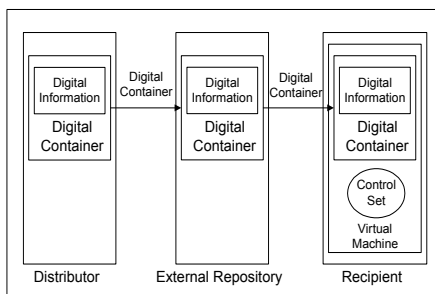 Digital
Information
Digital
Container
Digital
Container
Digital
Information
Digital
Container
Digital
Container
Digital
Information
Digital
Container
Control
Set
Virtual
Machine
Distributor
External Repository
Recipient